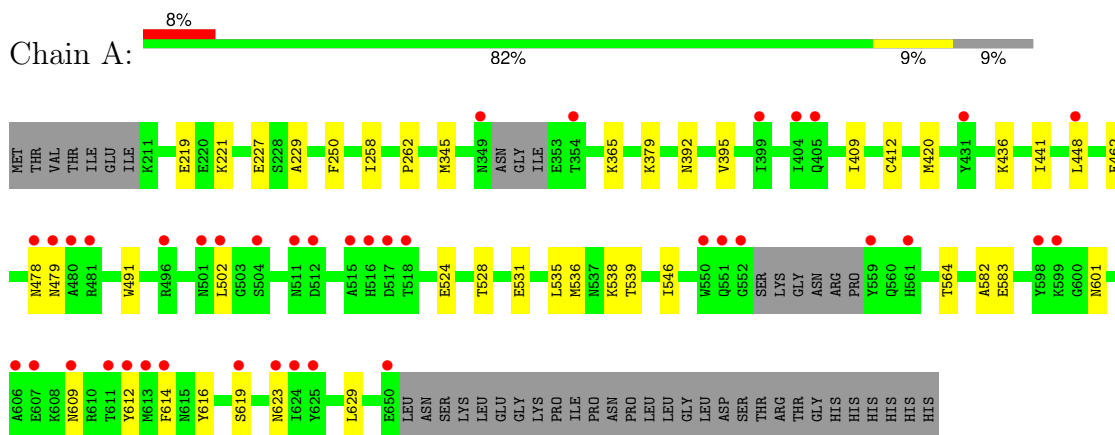 8%
Chain A:
82% 9% 9%
MET THR VAL THR ILE GLU ILE K211 E219 E220 K221 E227 S228 A229 F250 I258 P262 M345 N349 ASN GLY ILE E353 T354 K365 K379 N392 V395 I399 I404 Q405 I409 C412 M420 Y431 K436 I441 L448
N478 N479 A480 R481 W491 R496 N501 L502 G503 S504 N511 D512 A515 H516 D517 T518 E524 T528 E531 L535 M536 N537 K538 T539 I546 W550 Q551 G552 SER LYS GLY ASN ARG PRO Y559 Q560 H561 T564 A582 E583 Y598 K599 G600 N601
A606 E607 K608 N609 R610 T611 Y612 M613 F614 N615 Y616 S619 N623 I624 Y625 L629 E650 LEU ASN SER LYS LEU GLU GLY LYS PRO ILE PRO ASN PRO LEU LEU GLY LEU ASP SER THR ARG THR GLY HIS HIS HIS HIS HIS HIS